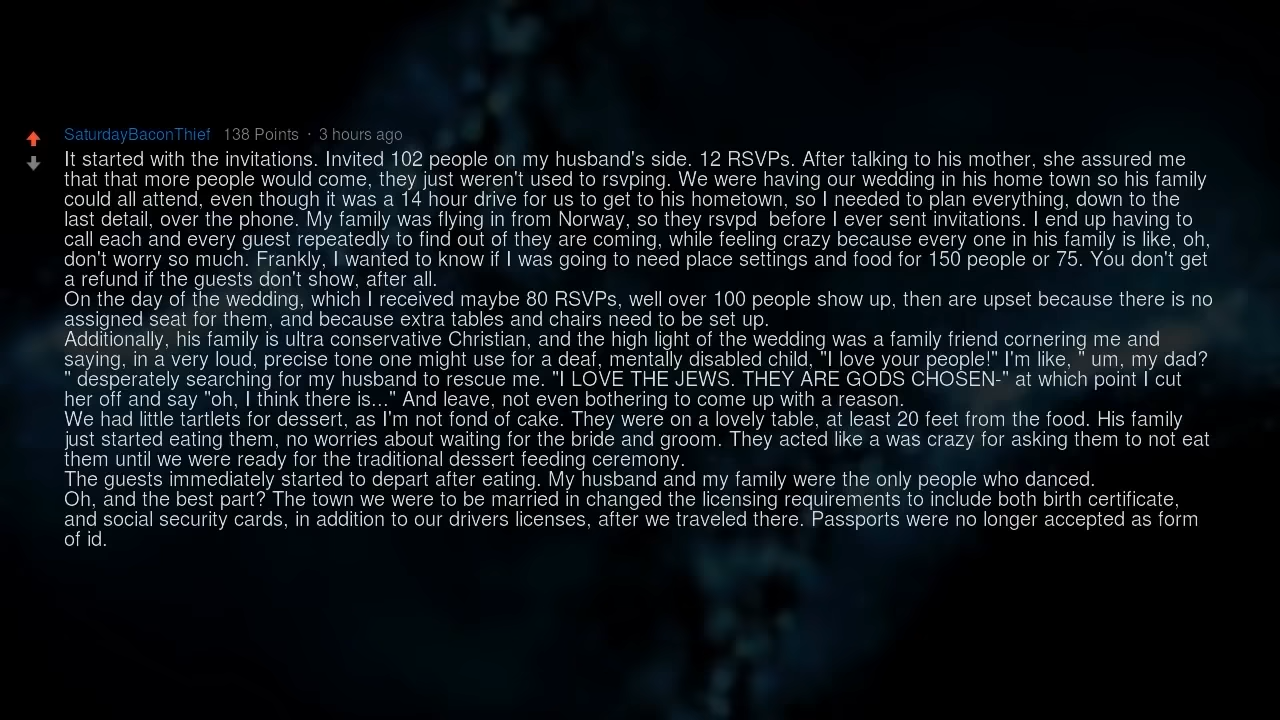 SaturdayBaconThief 138 Points · 3 hours ago
It started with the invitations. Invited 102 people on my husband's side. 12 RSVPs. After talking to his mother, she assured me
that that more people would come, they just weren't used to rsvping. We were having our wedding in his home town so his family
could all attend, even though it was a 14 hour drive for us to get to his hometown, so I needed to plan everything, down to the
last detail, over the phone. My family was flying in from Norway, so they rsvpd  before I ever sent invitations. I end up having to
call each and every guest repeatedly to find out of they are coming, while feeling crazy because every one in his family is like, oh,
don't worry so much. Frankly, I wanted to know if I was going to need place settings and food for 150 people or 75. You don't get
a refund if the guests don't show, after all.
On the day of the wedding, which I received maybe 80 RSVPs, well over 100 people show up, then are upset because there is no
assigned seat for them, and because extra tables and chairs need to be set up.
Additionally, his family is ultra conservative Christian, and the high light of the wedding was a family friend cornering me and
saying, in a very loud, precise tone one might use for a deaf, mentally disabled child, "I love your people!" I'm like, " um, my dad?
" desperately searching for my husband to rescue me. "I LOVE THE JEWS. THEY ARE GODS CHOSEN-" at which point I cut
her off and say "oh, I think there is..." And leave, not even bothering to come up with a reason.
We had little tartlets for dessert, as I'm not fond of cake. They were on a lovely table, at least 20 feet from the food. His family
just started eating them, no worries about waiting for the bride and groom. They acted like a was crazy for asking them to not eat
them until we were ready for the traditional dessert feeding ceremony.
The guests immediately started to depart after eating. My husband and my family were the only people who danced.
Oh, and the best part? The town we were to be married in changed the licensing requirements to include both birth certificate,
and social security cards, in addition to our drivers licenses, after we traveled there. Passports were no longer accepted as form
of id.